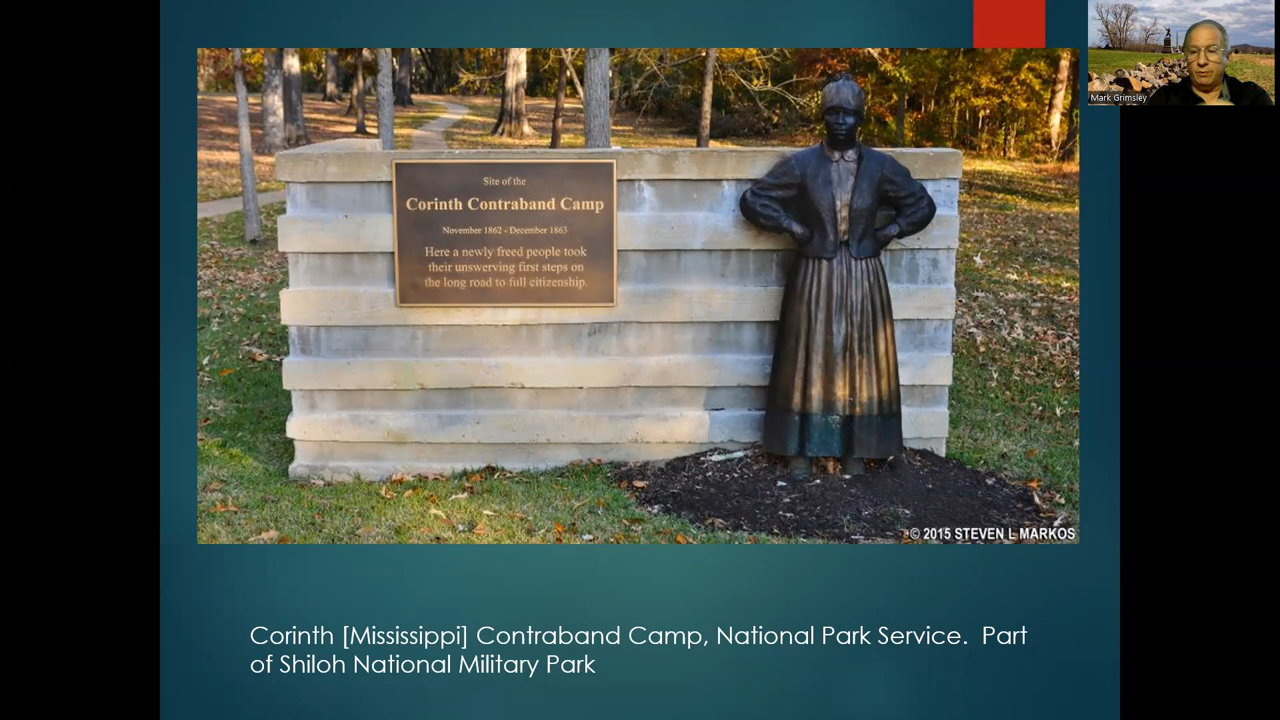 Mark Grimsley
Site of the
Corinth Contraband Camp
November 1862 - December 1863
Here a newly freed people took
their unswerving first steps on
the long road to full citizenship.
© 2015 STEVEN L MARKOS
Corinth [Mississippi] Contraband Camp, National Park Service.  Part
of Shiloh National Military Park